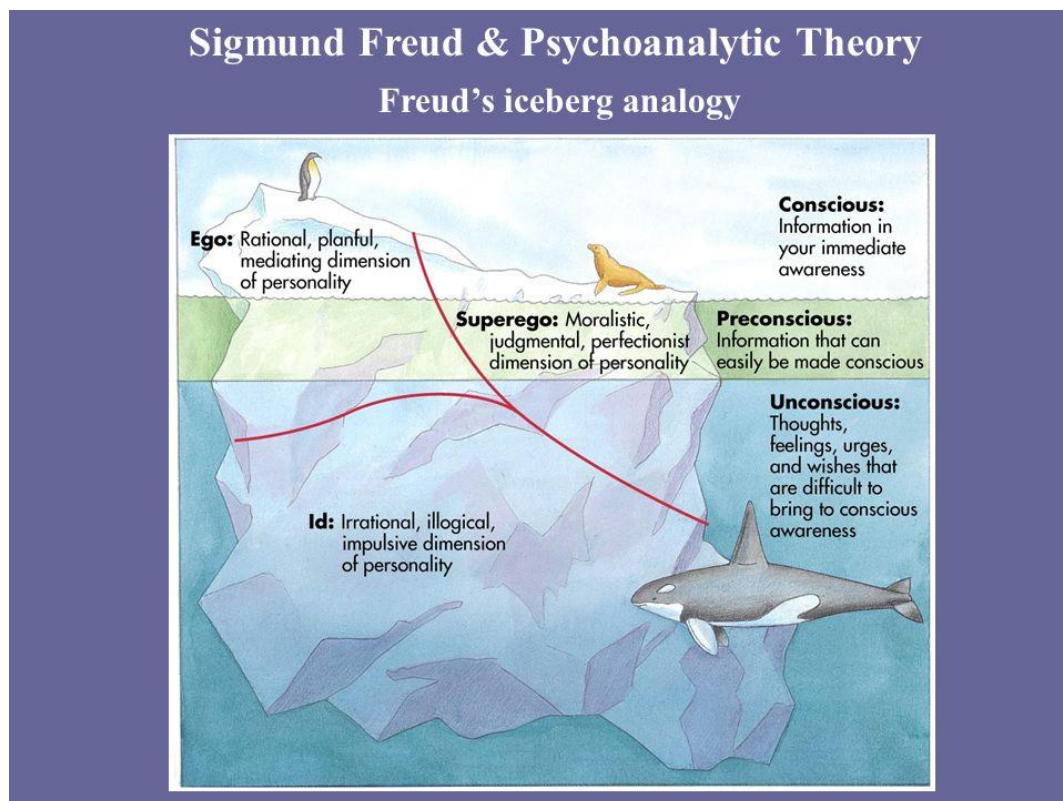 Sigmund Freud & Psychoanalytic Theory
Freud’s iceberg analogy
Ego: Rational, planful,
mediating dimension
of personality
Conscious:
Information in
your immediate
awareness
Superego: Moralistic,
judgmental, perfectionist
dimension of personality
Preconscious:
Information that can
easily be made conscious
Unconscious:
Thoughts,
feelings, urges,
and wishes that
are difficult to
bring to conscious
awareness
Id: Irrational, illogical,
impulsive dimension
of personality